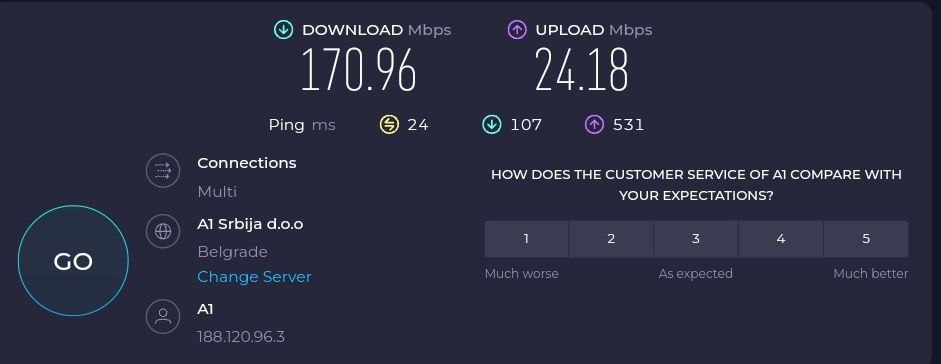 DOWNLOAD Mbps
170.96
UPLOAD Mbps
24.18
Ping ms 24 107 531
Connections
Multi
A1 Srbija d.o.o
Belgrade
Change Server
A1
188.120.96.3
GO
HOW DOES THE CUSTOMER SERVICE OF A1 COMPARE WITH
YOUR EXPECTATIONS?
1 2 3 4 5
Much worse As expected Much better